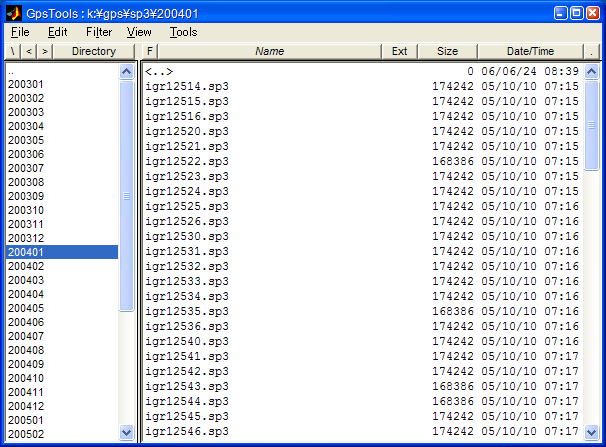 GpsTools : k:¥gps¥sp3¥200401
File Edit Filter View Tools
\ < > Directory F Name Ext Size Date/Time .
..
200301
200302
200303
200304
200305
200306
200307
200308
200309
200310
200311
200312
200401
200402
200403
200404
200405
200406
200407
200408
200409
200410
200411
200412
200501
200502
<..> 0 06/06/24 08:39
igr12514.sp3 174242 05/10/10 07:15
igr12515.sp3 174242 05/10/10 07:15
igr12516.sp3 174242 05/10/10 07:15
igr12520.sp3 174242 05/10/10 07:15
igr12521.sp3 174242 05/10/10 07:15
igr12522.sp3 168386 05/10/10 07:15
igr12523.sp3 174242 05/10/10 07:15
igr12524.sp3 174242 05/10/10 07:15
igr12525.sp3 174242 05/10/10 07:16
igr12526.sp3 174242 05/10/10 07:16
igr12530.sp3 174242 05/10/10 07:16
igr12531.sp3 174242 05/10/10 07:16
igr12532.sp3 174242 05/10/10 07:16
igr12533.sp3 174242 05/10/10 07:16
igr12534.sp3 174242 05/10/10 07:16
igr12535.sp3 168386 05/10/10 07:16
igr12536.sp3 174242 05/10/10 07:16
igr12540.sp3 174242 05/10/10 07:16
igr12541.sp3 174242 05/10/10 07:17
igr12542.sp3 174242 05/10/10 07:17
igr12543.sp3 168386 05/10/10 07:17
igr12544.sp3 168386 05/10/10 07:17
igr12545.sp3 174242 05/10/10 07:17
igr12546.sp3 174242 05/10/10 07:17